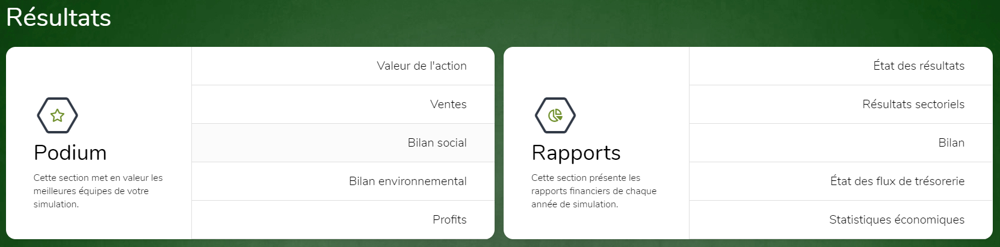 Résultats
Podium
Cette section met en valeur les
meilleures équipes de votre
simulation.
Valeur de l'action
Ventes
Bilan social
Bilan environnemental
Profits
Rapports
Cette section présente les
rapports financiers de chaque
année de simulation.
État des résultats
Résultats sectoriels
Bilan
État des flux de trésorerie
Statistiques économiques